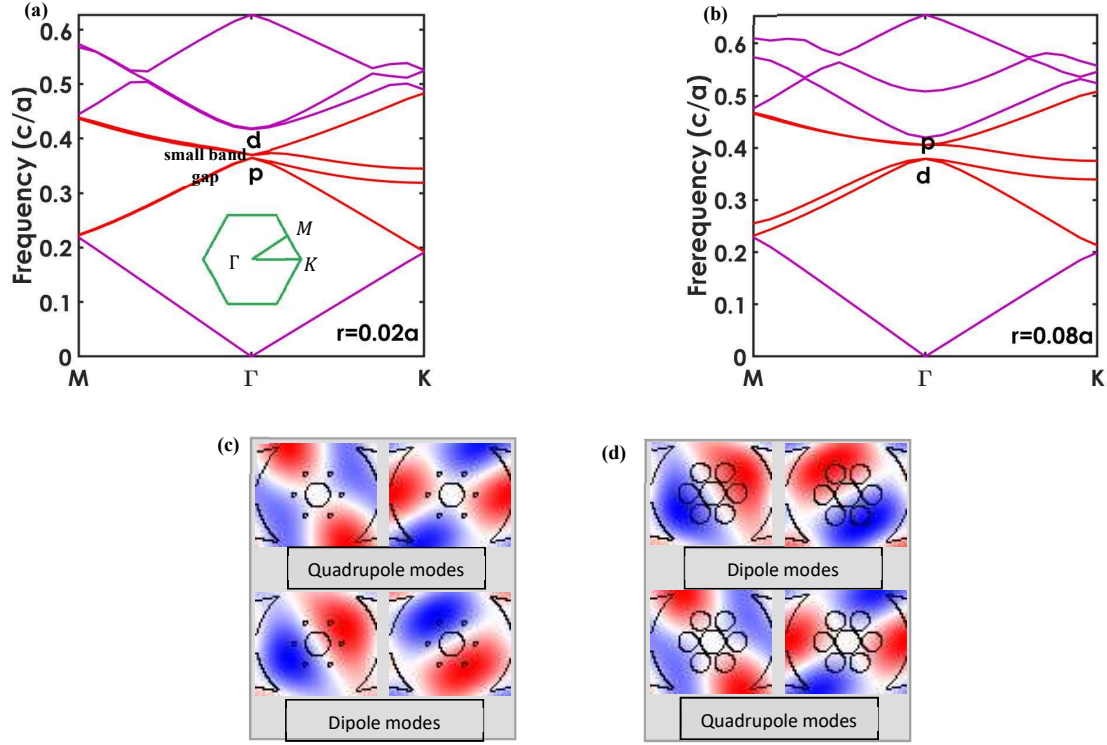 (a)
Frequency (c/a)
0.5
0.4
0.3
0.2
0.1
0
d
small band
gap
p
M
Γ
K
r=0.02a
M
Γ
K
(b)
Frerequency (c/a)
0.6
0.5
0.4
0.3
0.2
0.1
0
p
d
r=0.08a
M
Γ
K
(c)
Quadrupole modes
Dipole modes
(d)
Dipole modes
Quadrupole modes